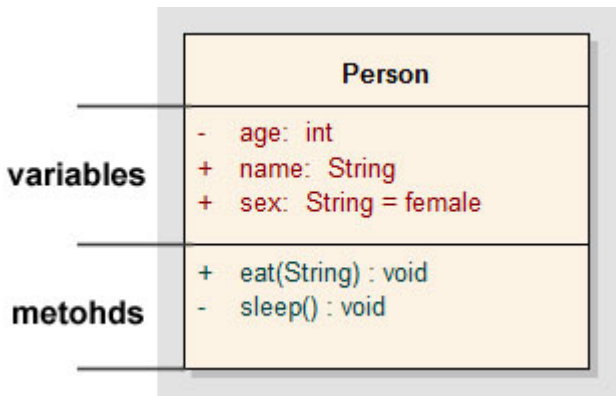 Person
variables
- age: int
+ name: String
+ sex: String = female
metohds
+ eat(String) : void
- sleep() : void